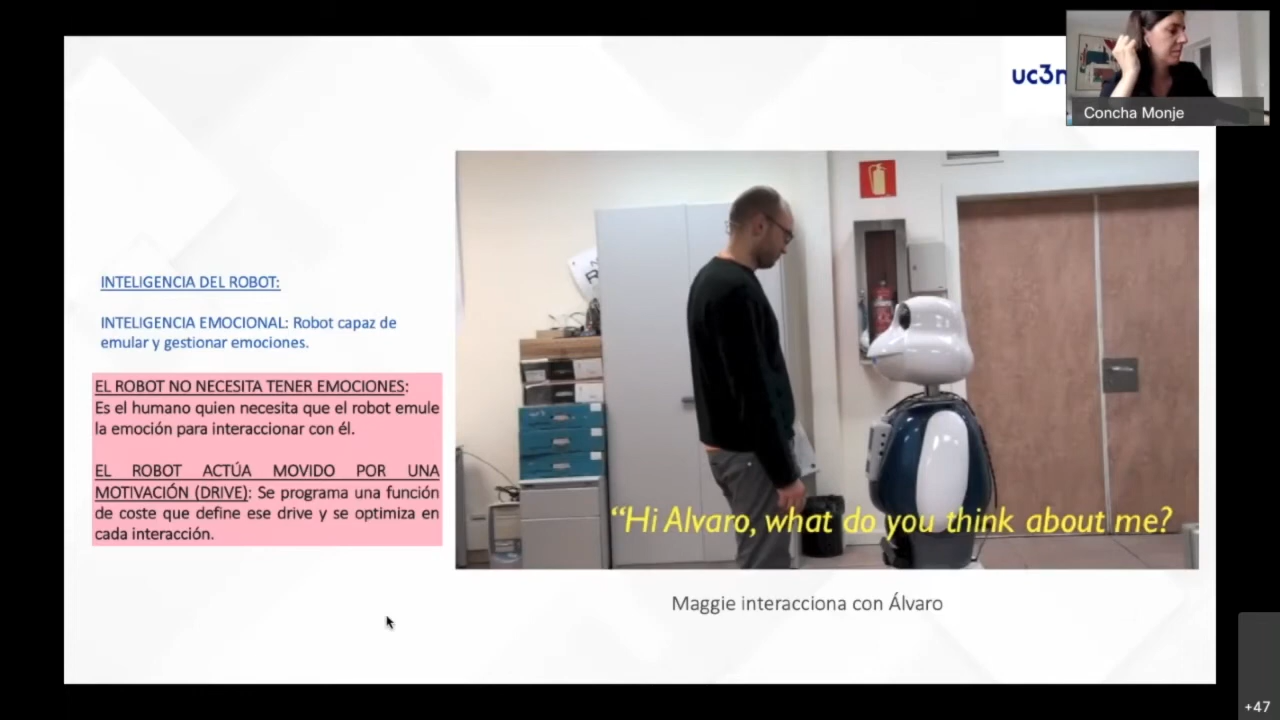 uc3m
Concha Monje
INTELIGENCIA DEL ROBOT:
INTELIGENCIA EMOCIONAL: Robot capaz de
emular y gestionar emociones.
EL ROBOT NO NECESITA TENER EMOCIONES:
Es el humano quien necesita que el robot emule
la emoción para interaccionar con él.
EL ROBOT ACTÚA MOVIDO POR UNA
MOTIVACIÓN (DRIVE): Se programa una función
de coste que define ese drive y se optimiza en
cada interacción.
“Hi Alvaro, what do you think about me?
Maggie interacciona con Álvaro
+47